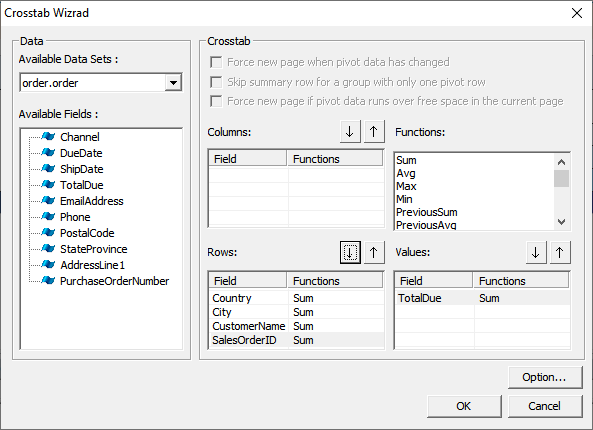 Crosstab Wizrad
Data
Available Data Sets :
order.order
Available Fields :
Channel
DueDate
ShipDate
TotalDue
EmailAddress
Phone
PostalCode
StateProvince
AddressLine1
PurchaseOrderNumber
Crosstab
Force new page when pivot data has changed
Skip summary row for a group with only one pivot row
Force new page if pivot data runs over free space in the current page
Columns:
Field Functions
Functions:
Sum
Avg
Max
Min
PreviousSum
PreviousAvg
Rows:
Field Functions
Country Sum
City Sum
CustomerName Sum
SalesOrderID Sum
Values:
Field Functions
TotalDue Sum
Option...
OK Cancel